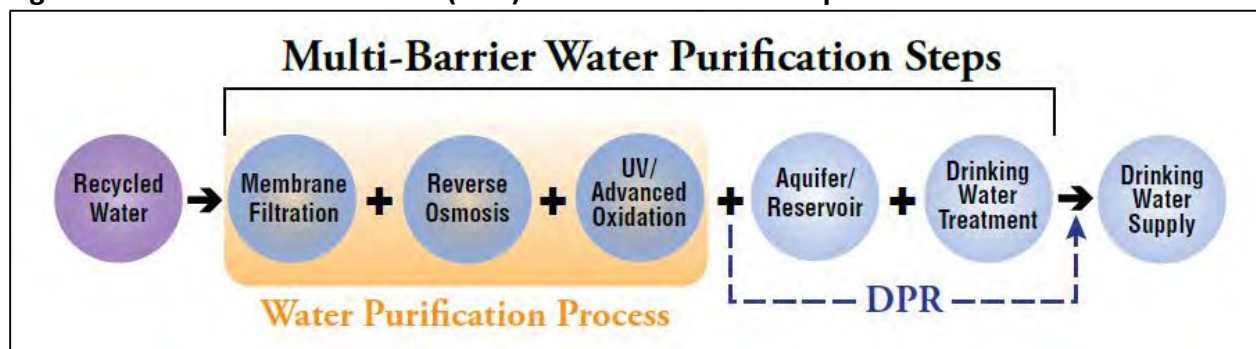 Multi-Barrier Water Purification Steps
Recycled
Water
Membrane
Filtration
+
Reverse
Osmosis
+
UV/
Advanced
Oxidation
+
Aquifer/
Reservoir
+
Drinking
Water
Treatment
Drinking
Water
Supply
DPR
Water Purification Process